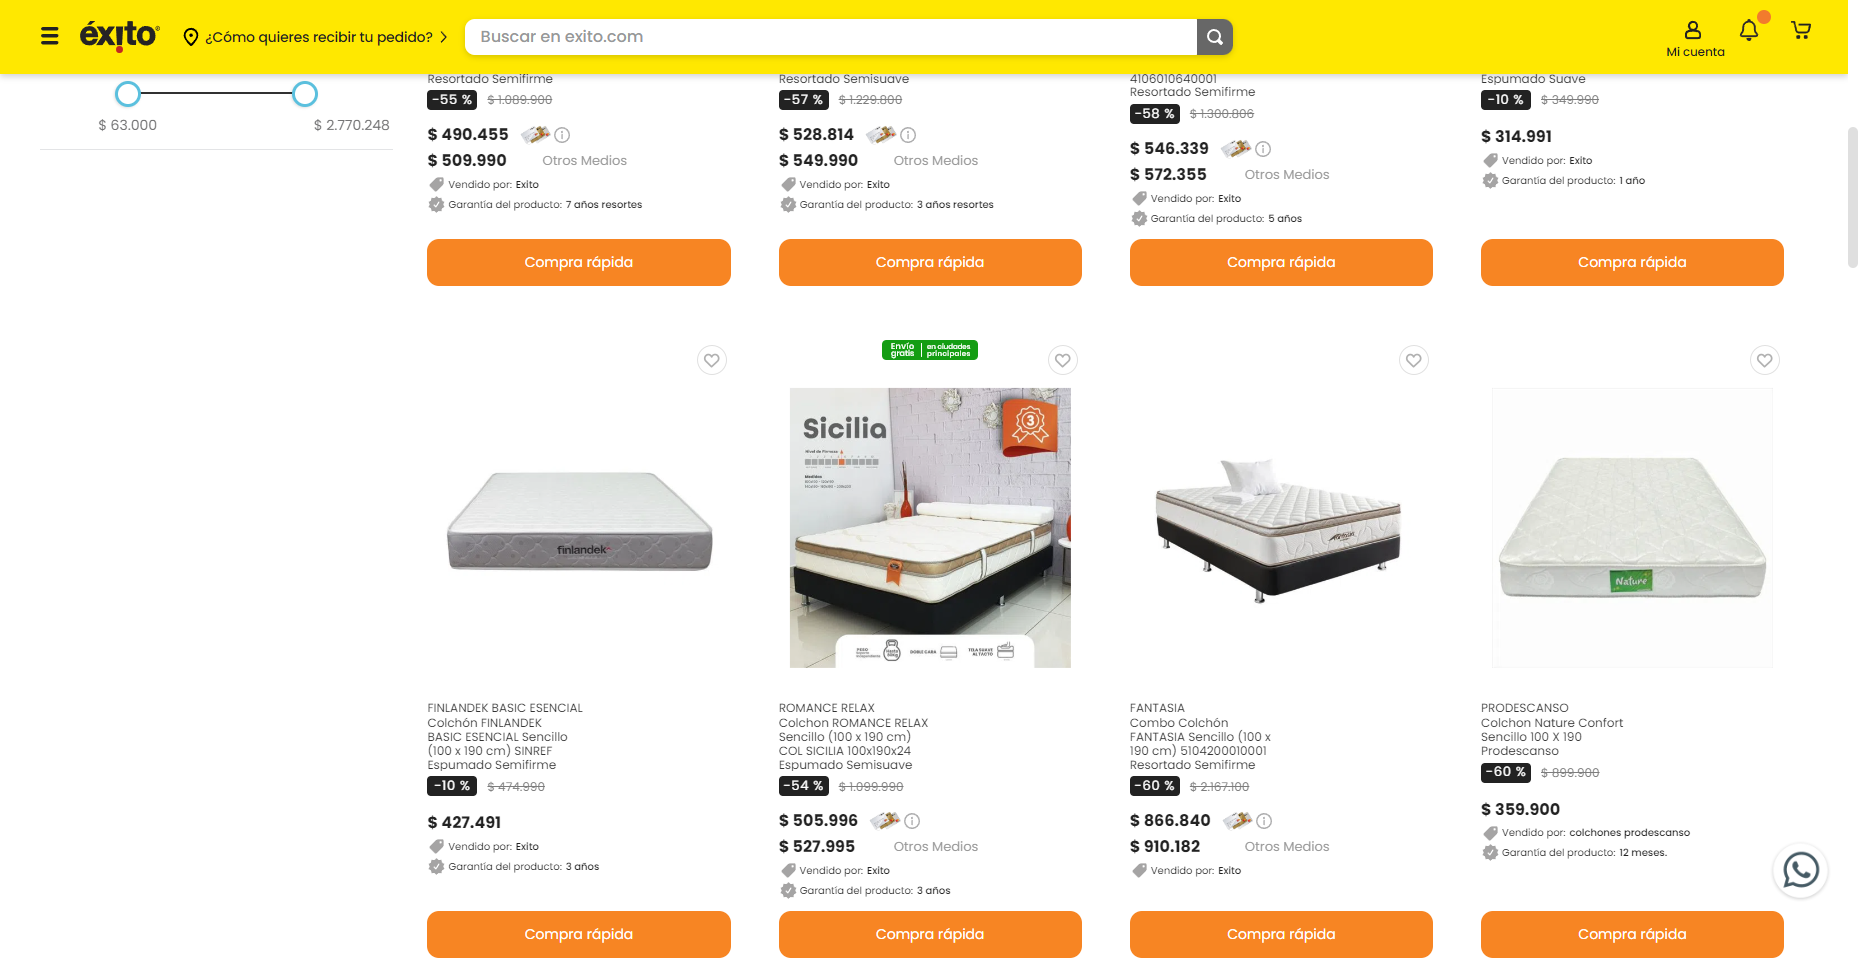 éxito
¿Cómo quieres recibir tu pedido?
Buscar en exito.com
Mi cuenta
$ 63.000
$ 2.770.248
Resortado Semifirme
-55 % $ 1.089.900
$ 490.455
$ 509.990 Otros Medios
Vendido por: Exito
Garantía del producto: 7 años resortes
Compra rápida
Resortado Semisuave
-57 % $ 1.229.800
$ 528.814
$ 549.990 Otros Medios
Vendido por: Exito
Garantía del producto: 3 años resortes
Compra rápida
4106010640001
Resortado Semifirme
-58 % $ 1.300.806
$ 546.339
$ 572.355 Otros Medios
Vendido por: Exito
Garantía del producto: 5 años
Compra rápida
Espumado Suave
-10 % $ 349.990
$ 314.991
Vendido por: Exito
Garantía del producto: 1 año
Compra rápida
finlandek
FINLANDEK BASIC ESENCIAL
Colchón FINLANDEK
BASIC ESENCIAL Sencillo
(100 x 190 cm) SINREF
Espumado Semifirme
-10 % $ 474.990
$ 427.491
Vendido por: Exito
Garantía del producto: 3 años
Compra rápida
Envío gratis en ciudades principales
Sicilia
3
Nivel de Firmeza
Medidas
DOBLE CARA
TELA SUAVE
AL TACTO
ROMANCE RELAX
Colchon ROMANCE RELAX
Sencillo (100 x 190 cm)
COL SICILIA 100x190x24
Espumado Semisuave
-54 % $ 1.099.990
$ 505.996
$ 527.995 Otros Medios
Vendido por: Exito
Garantía del producto: 3 años
Compra rápida
FANTASIA
Combo Colchón
FANTASIA Sencillo (100 x
190 cm) 5104200010001
Resortado Semifirme
-60 % $ 2.167.100
$ 866.840
$ 910.182 Otros Medios
Vendido por: Exito
Compra rápida
Nature
PRODESCANSO
Colchon Nature Confort
Sencillo 100 X 190
Prodescanso
-60 % $ 899.900
$ 359.900
Vendido por: colchones prodescanso
Garantía del producto: 12 meses.
Compra rápida